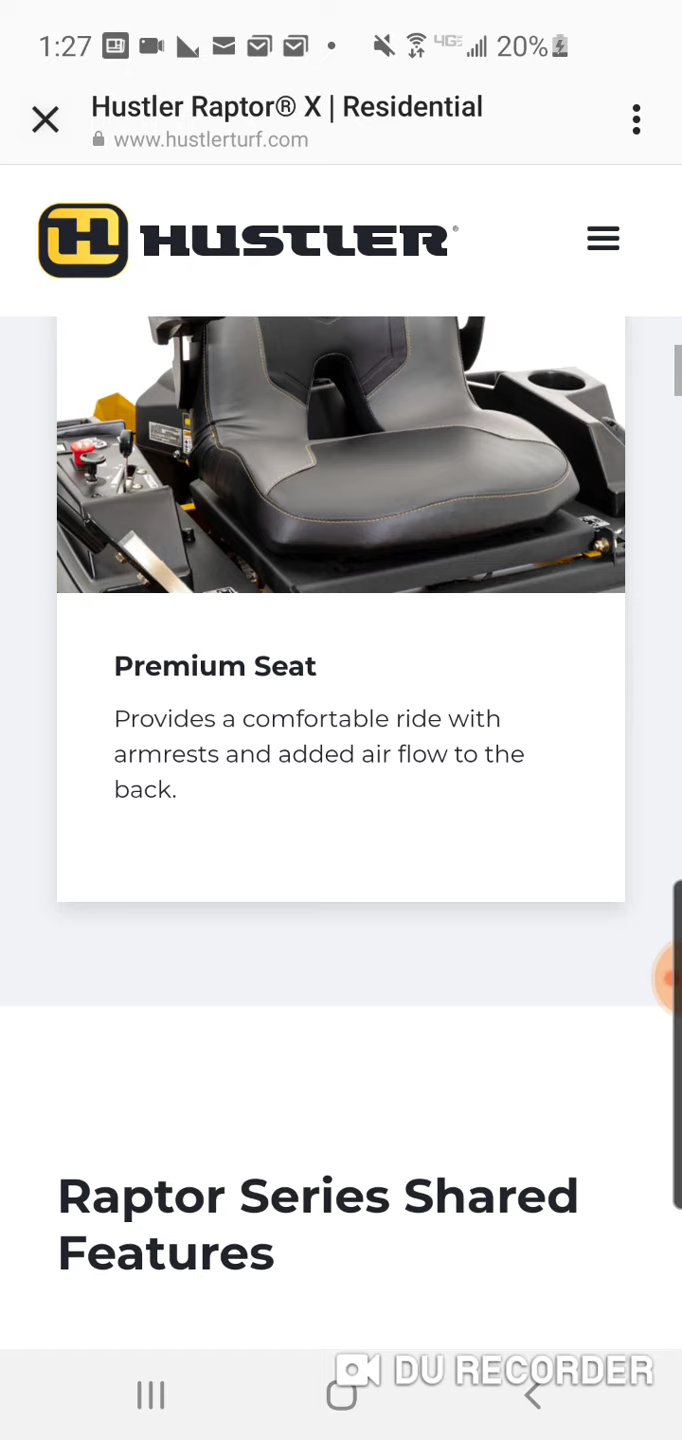 1:27
4G
20%
Hustler Raptor® X | Residential
www.hustlerturf.com
HUSTLER®
Premium Seat
Provides a comfortable ride with
armrests and added air flow to the
back.
Raptor Series Shared
Features
DU RECORDER